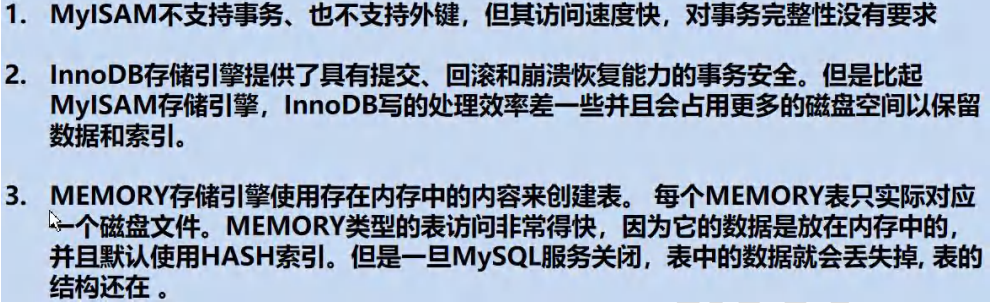 1. MyISAM不支持事务、也不支持外键，但其访问速度快，对事务完整性没有要求
2. InnoDB存储引擎提供了具有提交、回滚和崩溃恢复能力的事务安全。但是比起
MyISAM存储引擎，InnoDB写的处理效率差一些并且会占用更多的磁盘空间以保留
数据和索引。
3. MEMORY存储引擎使用存在内存中的内容来创建表。 每个MEMORY表只实际对应
一个磁盘文件。MEMORY类型的表访问非常得快，因为它的数据是放在内存中的，
并且默认使用HASH索引。但是一旦MySQL服务关闭，表中的数据就会丢失掉, 表的
结构还在 。